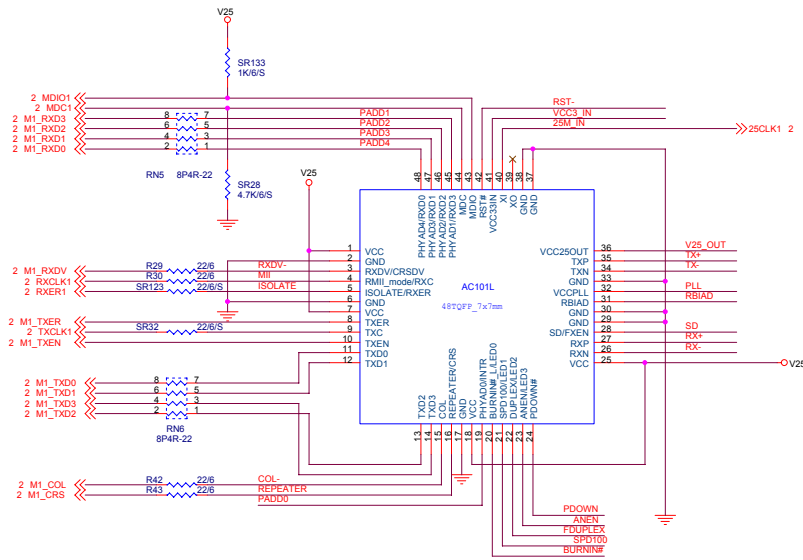 V25
SR133
1K/6/S
2 MDIO1
2 MDC1
2 M1_RXD3 8 7 PADD1
2 M1_RXD2 6 5 PADD2
2 M1_RXD1 4 3 PADD3
2 M1_RXD0 2 1 PADD4
RN5 8P4R-22
SR28
4.7K/6/S
V25
RST-
VCC3_IN
25M_IN
25CLK1 2
48 47 46 45 44 43 42 41 40 39 38 37
PHYAD4/RXD0
PHYAD3/RXD1
PHYAD2/RXD2
PHYAD1/RXD3
MDC
MDIO
RST#
VCC33IN
XI
XO
GND
GND
AC101L
48TQFP_7x7mm
1 VCC
2 GND
2 M1_RXDV R29 22/6 RXDV- 3 RXDV/CRSDV
2 RXCLK1 R30 22/6 MII 4 RMII_mode/RXC
2 RXER1 SR123 22/6/S ISOLATE 5 ISOLATE/RXER
6 GND
7 VCC
2 M1_TXER 8 TXER
2 TXCLK1 SR32 22/6/S 9 TXC
2 M1_TXEN 10 TXEN
11 TXD0
12 TXD1
VCC25OUT 36 V25_OUT
TXP 35 TX+
TXN 34 TX-
GND 33
VCCPLL 32 PLL
RBIAD 31 RBIAD
GND 30
GND 29
SD/FXEN 28 SD
RXP 27 RX+
RXN 26 RX-
VCC 25
V25
2 M1_TXD0 8 7
2 M1_TXD1 6 5
2 M1_TXD3 4 3
2 M1_TXD2 2 1
RN6
8P4R-22
TXD2
TXD3
COL
REPEATER/CRS
GND
VCC
PHYAD0/INTR
BURNIN#_L/LED0
SPD100/LED1
DUPLEX/LED2
ANEN/LED3
PDOWN#
13 14 15 16 17 18 19 20 21 22 23 24
2 M1_COL R42 22/6 COL-
2 M1_CRS R43 22/6 REPEATER
PADD0
PDOWN
ANEN
FDUPLEX
SPD100
BURNIN#